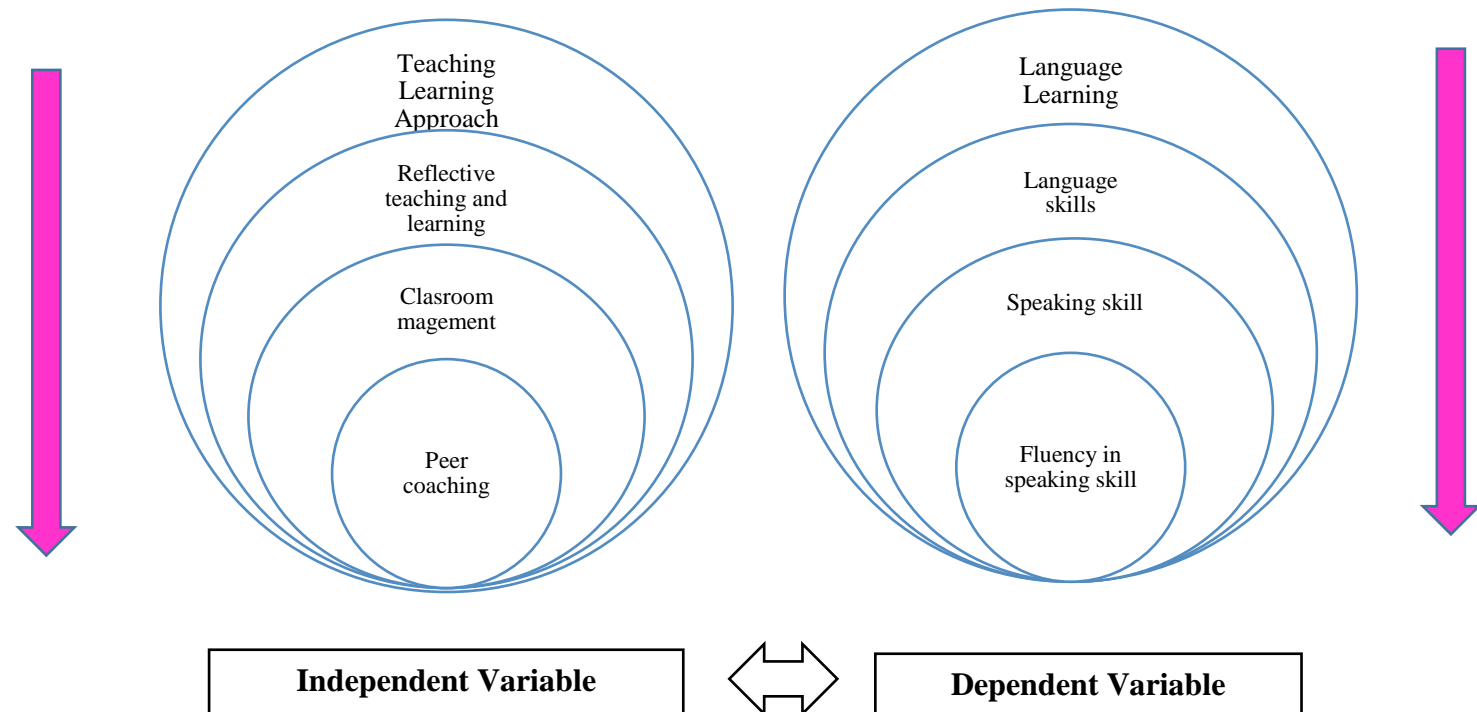 Teaching
Learning
Approach
Reflective
teaching and
learning
Clasroom
magement
Peer
coaching
Language
Learning
Language
skills
Speaking skill
Fluency in
speaking skill
Independent Variable
Dependent Variable